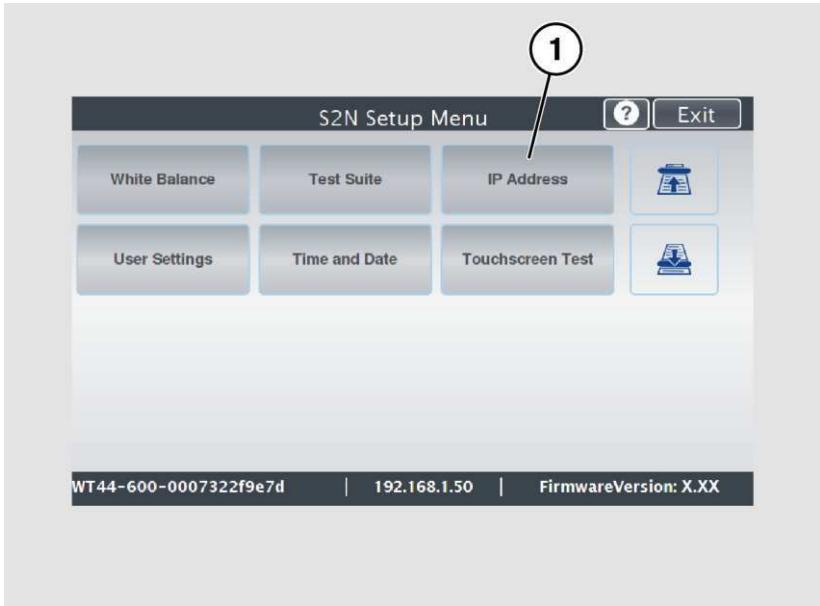 1
S2N Setup Menu ? Exit
White Balance Test Suite IP Address
User Settings Time and Date Touchscreen Test
WT44-600-0007322f9e7d | 192.168.1.50 | FirmwareVersion: X.XX